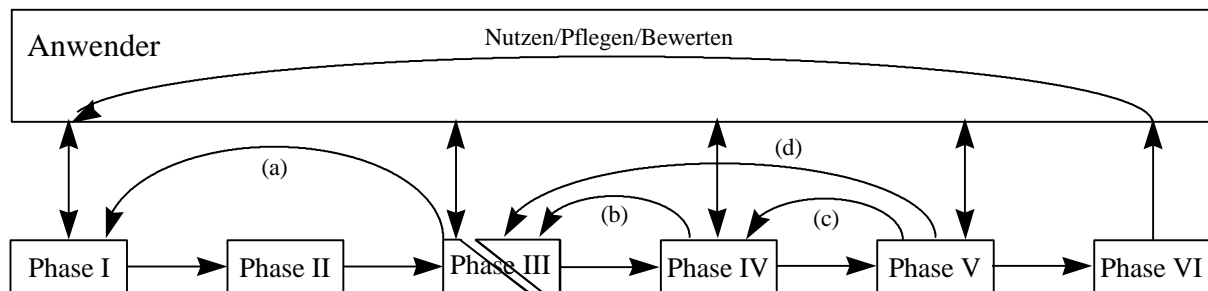 Anwender
Nutzen/Pflegen/Bewerten
(a)
(d)
(b)
(c)
Phase I
Phase II
Phase III
Phase IV
Phase V
Phase VI